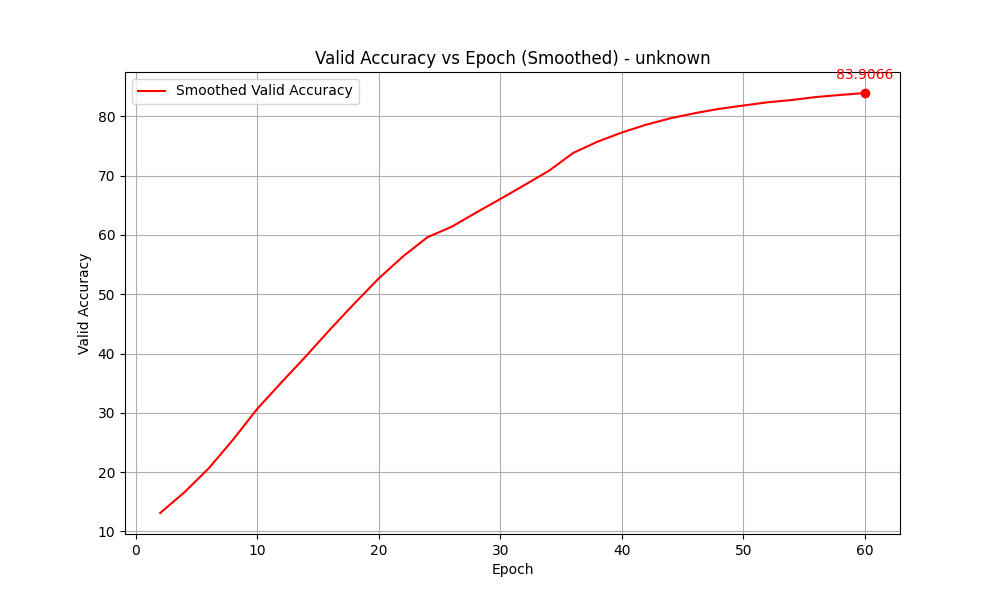 Valid Accuracy vs Epoch (Smoothed) - unknown
83.9066
Smoothed Valid Accuracy
80
70
60
50
40
30
20
10
Valid Accuracy
0 10 20 30 40 50 60
Epoch